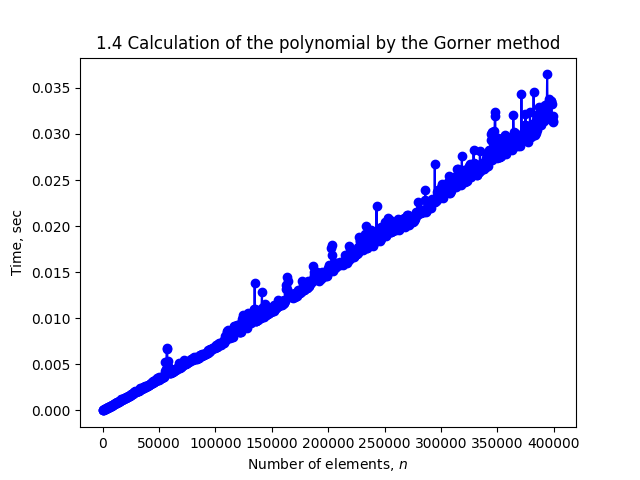 1.4 Calculation of the polynomial by the Gorner method
0.035
0.030
0.025
0.020
0.015
0.010
0.005
0.000
Time, sec
0 50000 100000 150000 200000 250000 300000 350000 400000
Number of elements, n